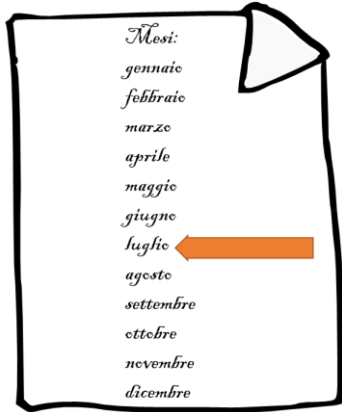 Mesi:
gennaio
febbraio
marzo
aprile
maggio
giugno
luglio
agosto
settembre
ottobre
novembre
dicembre